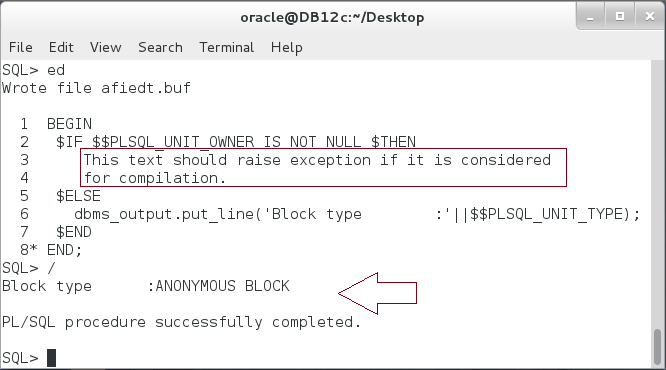 oracle@DB12c:~/Desktop
File Edit View Search Terminal Help
SQL> ed
Wrote file afiedt.buf
1 BEGIN
2 $IF $$PLSQL_UNIT_OWNER IS NOT NULL $THEN
3 This text should raise exception if it is considered
4 for compilation.
5 $ELSE
6 dbms_output.put_line('Block type :'||$$PLSQL_UNIT_TYPE);
7 $END
8* END;
SQL> /
Block type :ANONYMOUS BLOCK
PL/SQL procedure successfully completed.
SQL>